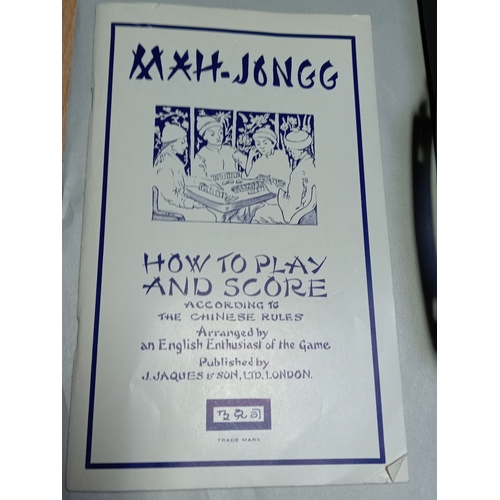 MAH-JONGG
HOW TO PLAY
AND SCORE
ACCORDING TO
THE CHINESE RULES
Arranged by
an English Enthusiast of the Game
Published by
J. JAQUES & SON, LTD. LONDON.
TRADE MARK